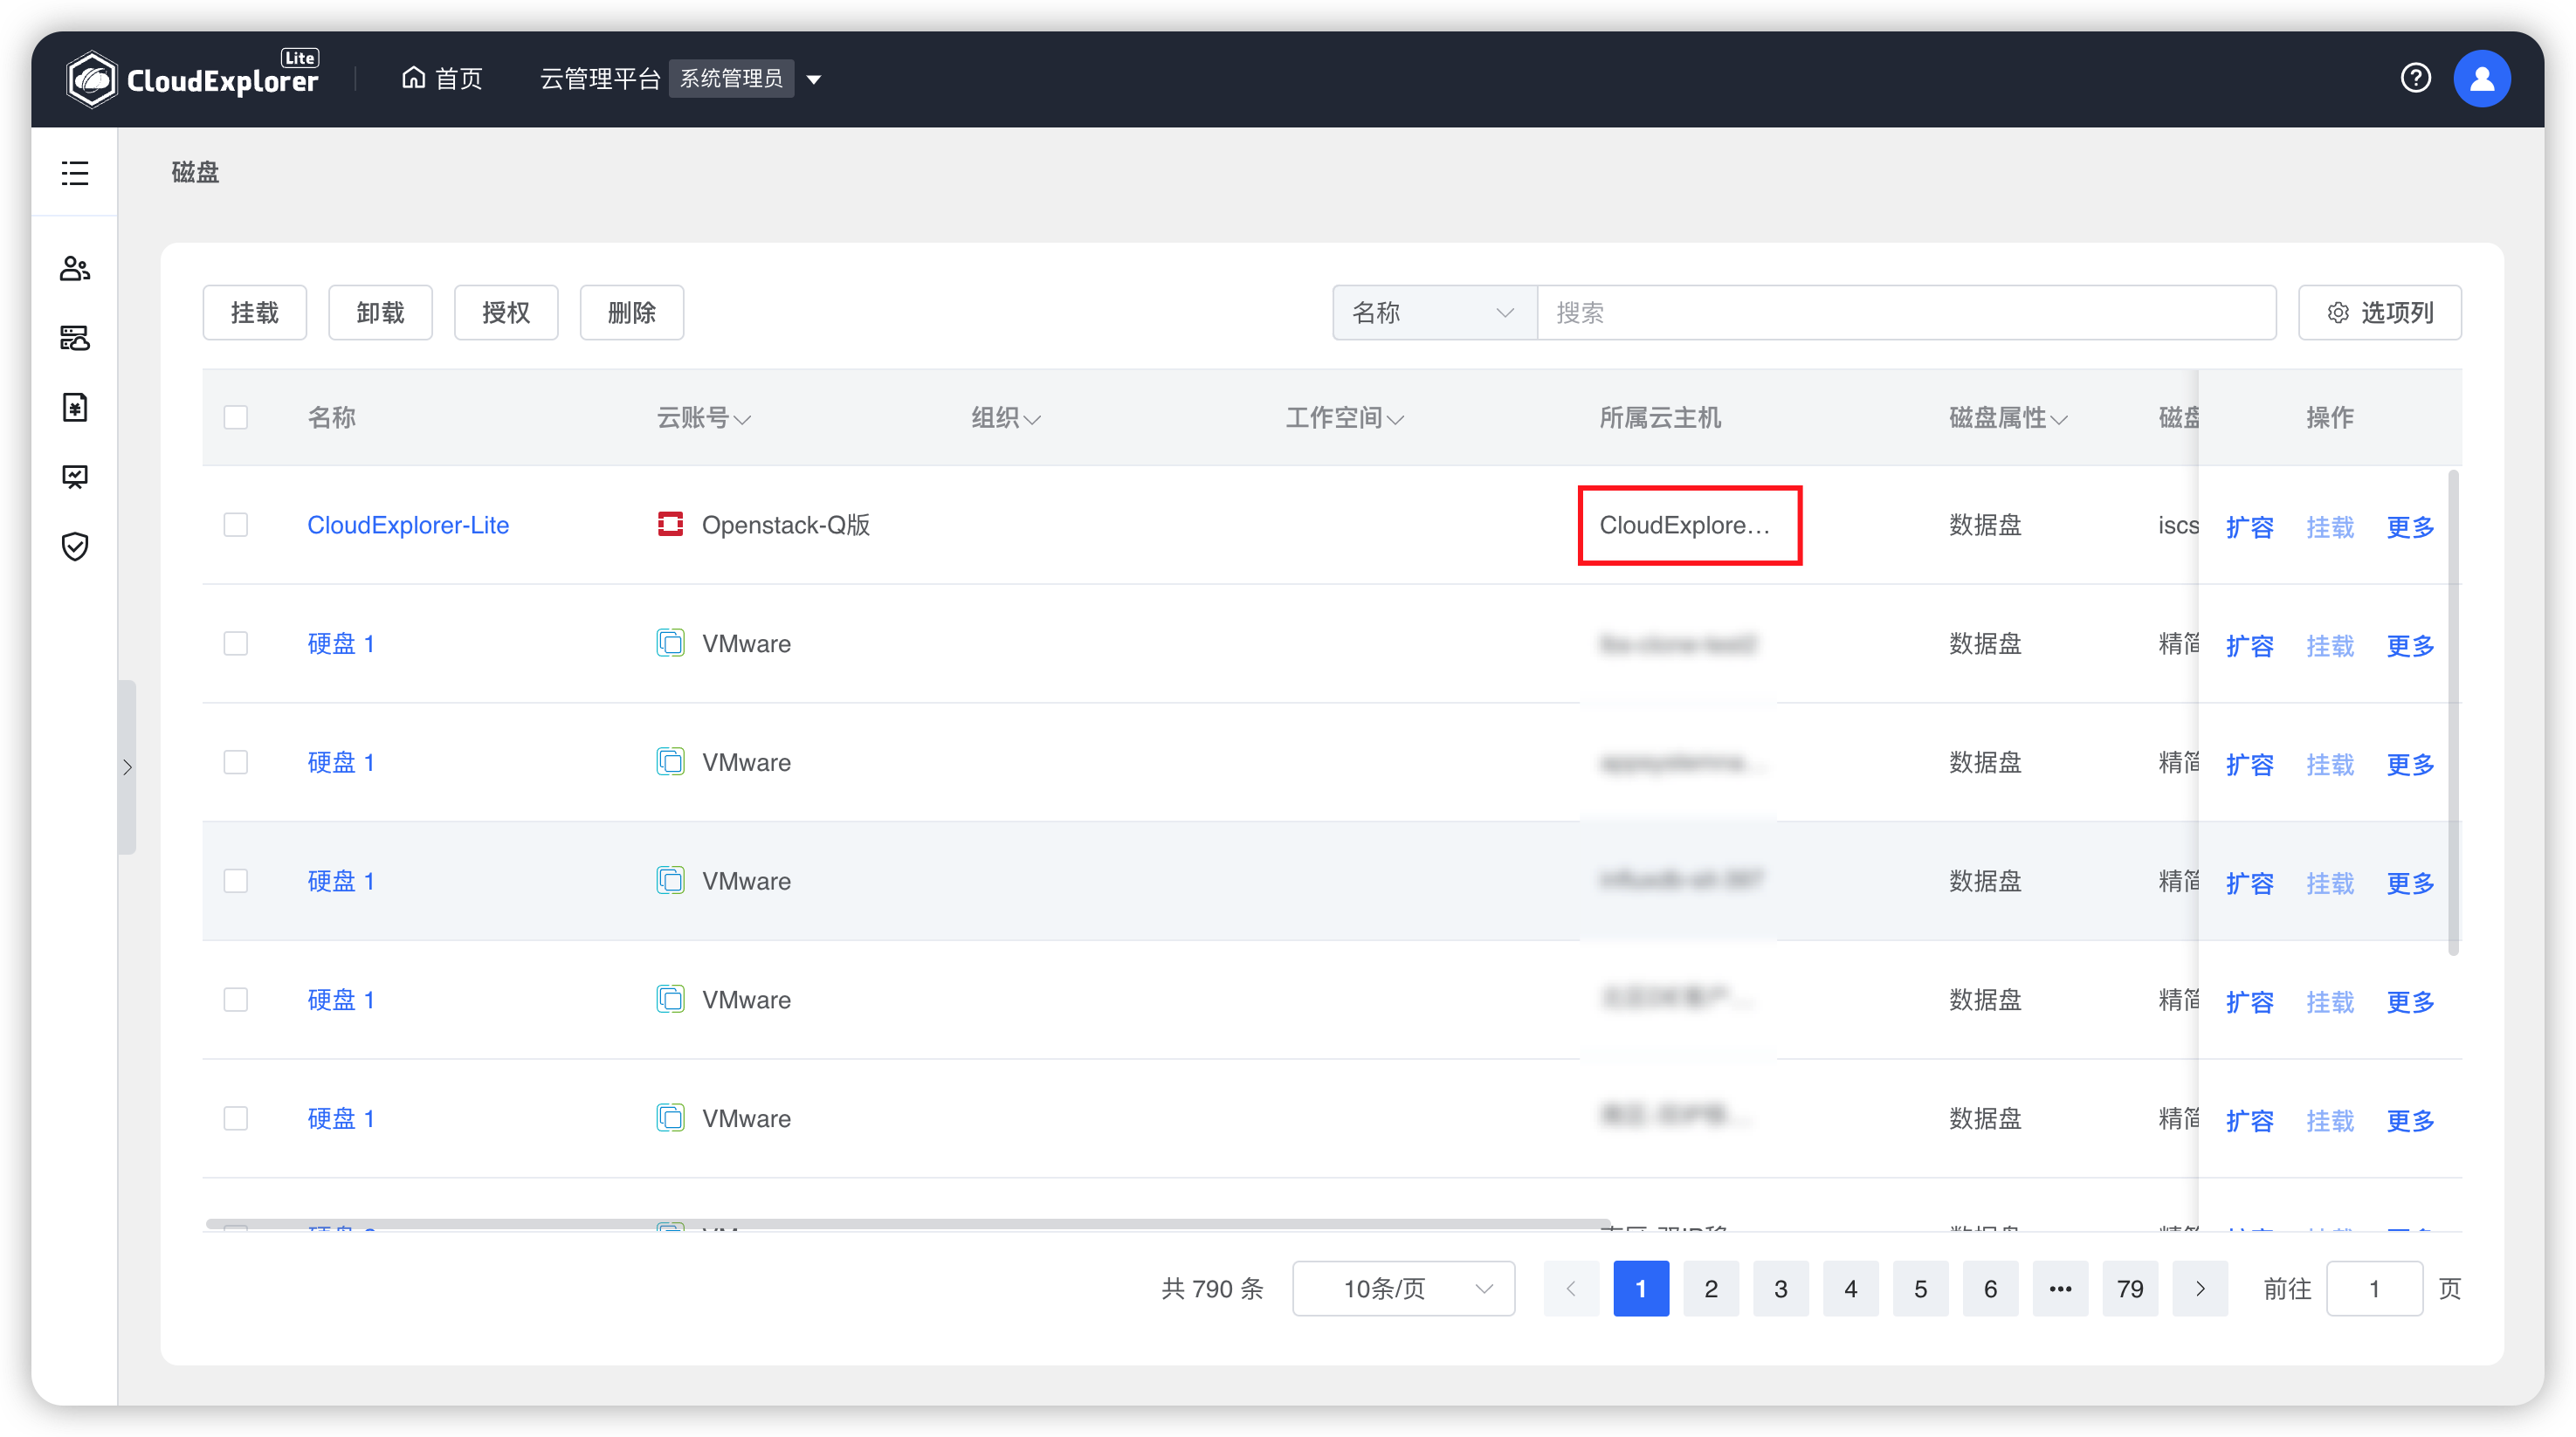 CloudExplorer Lite 首页 云管理平台 系统管理员
磁盘
挂载 卸载 授权 删除 名称 搜索 选项列
名称 云账号 组织 工作空间 所属云主机 磁盘属性 磁盘 操作
CloudExplorer-Lite Openstack-Q版 CloudExplore... 数据盘 iscs 扩容 挂载 更多
硬盘 1 VMware 数据盘 精简 扩容 挂载 更多
硬盘 1 VMware 数据盘 精简 扩容 挂载 更多
硬盘 1 VMware 数据盘 精简 扩容 挂载 更多
硬盘 1 VMware 数据盘 精简 扩容 挂载 更多
硬盘 1 VMware 数据盘 精简 扩容 挂载 更多
共 790 条 10条/页 1 2 3 4 5 6 ••• 79 前往 1 页